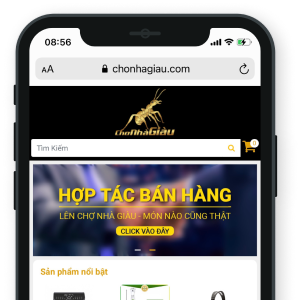 08:56
AA
chonhagiau.com
ChoNhaGiàu
Tìm Kiếm
0
HỢP TÁC BÁN HÀNG
LÊN CHỢ NHÀ GIÀU - MÓN NÀO CŨNG THẬT
CLICK VÀO ĐÂY
Sản phẩm nổi bật